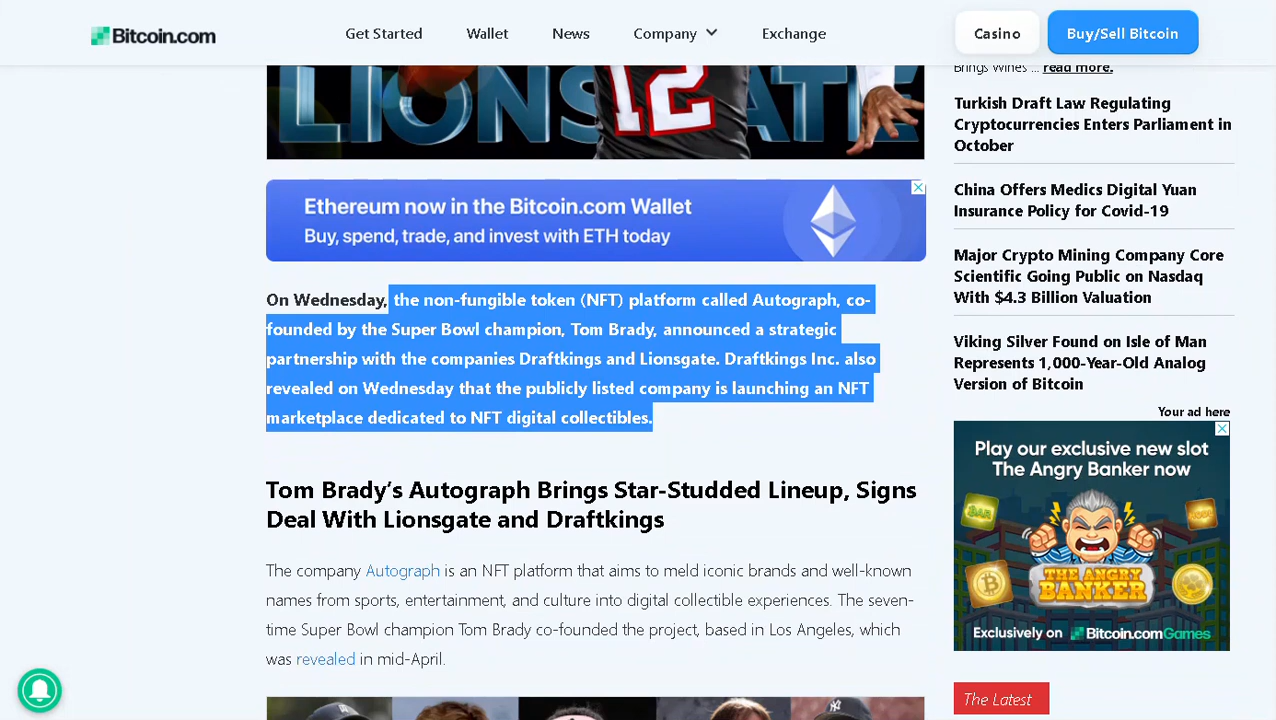 Bitcoin.com
Get Started
Wallet
News
Company
Exchange
Casino
Buy/Sell Bitcoin
LIONSGATE
12
Ethereum now in the Bitcoin.com Wallet
Buy, spend, trade, and invest with ETH today
On Wednesday, the non-fungible token (NFT) platform called Autograph, co-
founded by the Super Bowl champion, Tom Brady, announced a strategic
partnership with the companies Draftkings and Lionsgate. Draftkings Inc. also
revealed on Wednesday that the publicly listed company is launching an NFT
marketplace dedicated to NFT digital collectibles.
Tom Brady’s Autograph Brings Star-Studded Lineup, Signs
Deal With Lionsgate and Draftkings
The company Autograph is an NFT platform that aims to meld iconic brands and well-known
names from sports, entertainment, and culture into digital collectible experiences. The seven-
time Super Bowl champion Tom Brady co-founded the project, based in Los Angeles, which
was revealed in mid-April.
Brings Wines ... read more.
Turkish Draft Law Regulating
Cryptocurrencies Enters Parliament in
October
China Offers Medics Digital Yuan
Insurance Policy for Covid-19
Major Crypto Mining Company Core
Scientific Going Public on Nasdaq
With $4.3 Billion Valuation
Viking Silver Found on Isle of Man
Represents 1,000-Year-Old Analog
Version of Bitcoin
Your ad here
Play our exclusive new slot
The Angry Banker now
BAR
THE ANGRY
BANKER
Exclusively on Bitcoin.com Games
The Latest